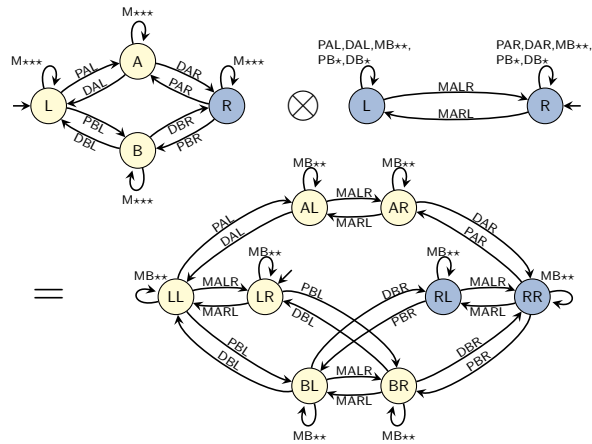 M⋆⋆⋆
PAL,DAL,MB⋆⋆,
PB⋆,DB⋆
PAR,DAR,MB⋆⋆,
PB⋆,DB⋆
M⋆⋆⋆
A
M⋆⋆⋆
PAL
DAL
DAR
PAR
MALR
L
R
⊗
L
R
PBL
DBL
DBR
PBR
MARL
B
M⋆⋆⋆
MB⋆⋆
MB⋆⋆
PAL
DAL
AL
MALR
MARL
AR
DAR
PAR
MB⋆⋆
MB⋆⋆
=
MB⋆⋆
LL
MALR
MARL
LR
PBL
DBL
DBR
PBR
RL
MALR
MARL
RR
MB⋆⋆
PBL
DBL
DBR
PBR
BL
MALR
MARL
BR
MB⋆⋆
MB⋆⋆